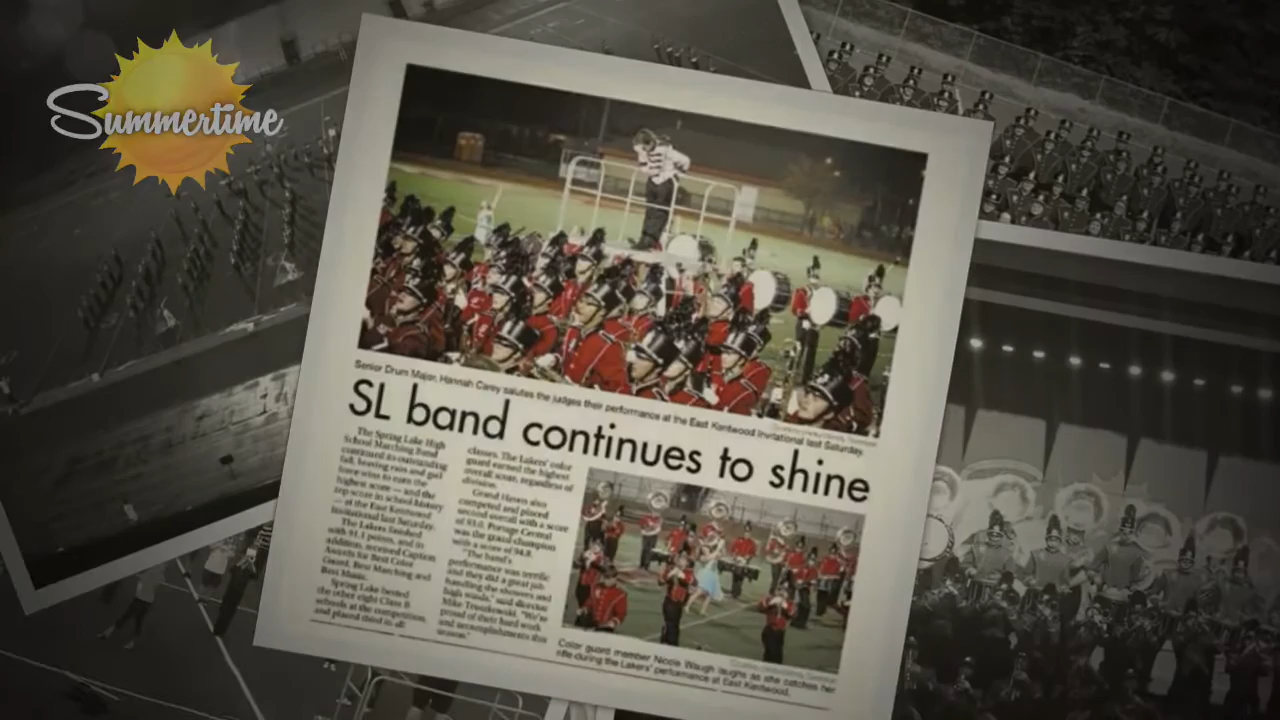 Summertime
Senior Drum Major, Hannah Carey salutes the judges their performance at the East Kentwood Invitational last Saturday.
SL band continues to shine
The Spring Lake High
School Marching Band
continued its outstanding
fall, braving rain and gale
force winds to earn the
highest score — and the
top score in school history
— at the East Kentwood
Invitational last Saturday.
The Lakers finished
with 91.1 points, and in
addition, received Caption
Awards for Best Color
Guard, Best Marching and
Best Music.
Spring Lake bested
the other eight Class B
schools at the competition,
and placed third in all
classes. The Lakers' color
guard earned the highest
overall score, regardless of
division.
Grand Haven also
competed and placed
second overall with a score
of 93.0. Portage Central
was the grand champion
with a score of 94.8.
"The band's
performance was terrific
and they did a great job
handling the showers and
high winds," said director
Mike Truszkowski. "We're
proud of their hard work
and accomplishments this
season."
Color guard member Nicole Waugh laughs as she catches her
rifle during the Lakers' performance at East Kentwood.